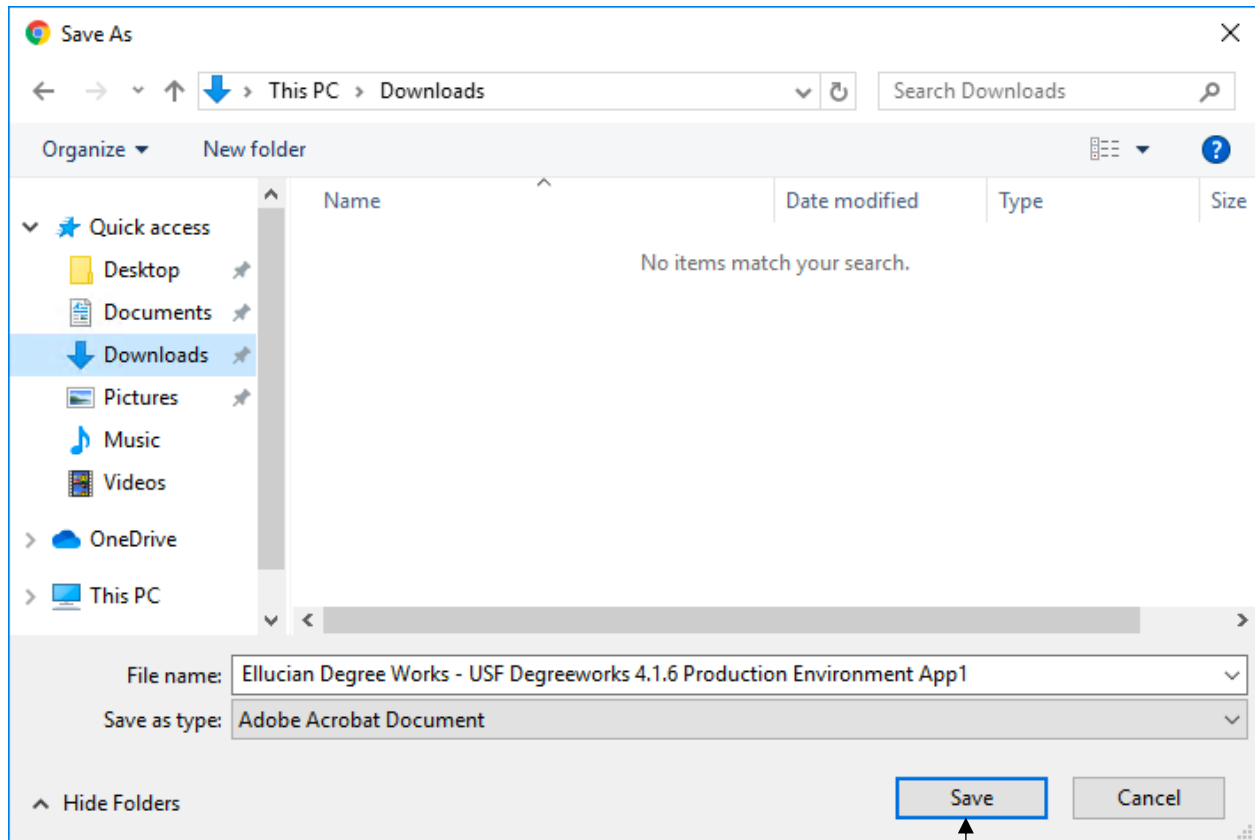 Save As
This PC > Downloads
Search Downloads
Organize
New folder
?
Name
Date modified
Type
Size
No items match your search.
Quick access
Desktop
Documents
Downloads
Pictures
Music
Videos
OneDrive
This PC
File name: Ellucian Degree Works - USF Degreeworks 4.1.6 Production Environment App1
Save as type: Adobe Acrobat Document
Hide Folders
Save
Cancel